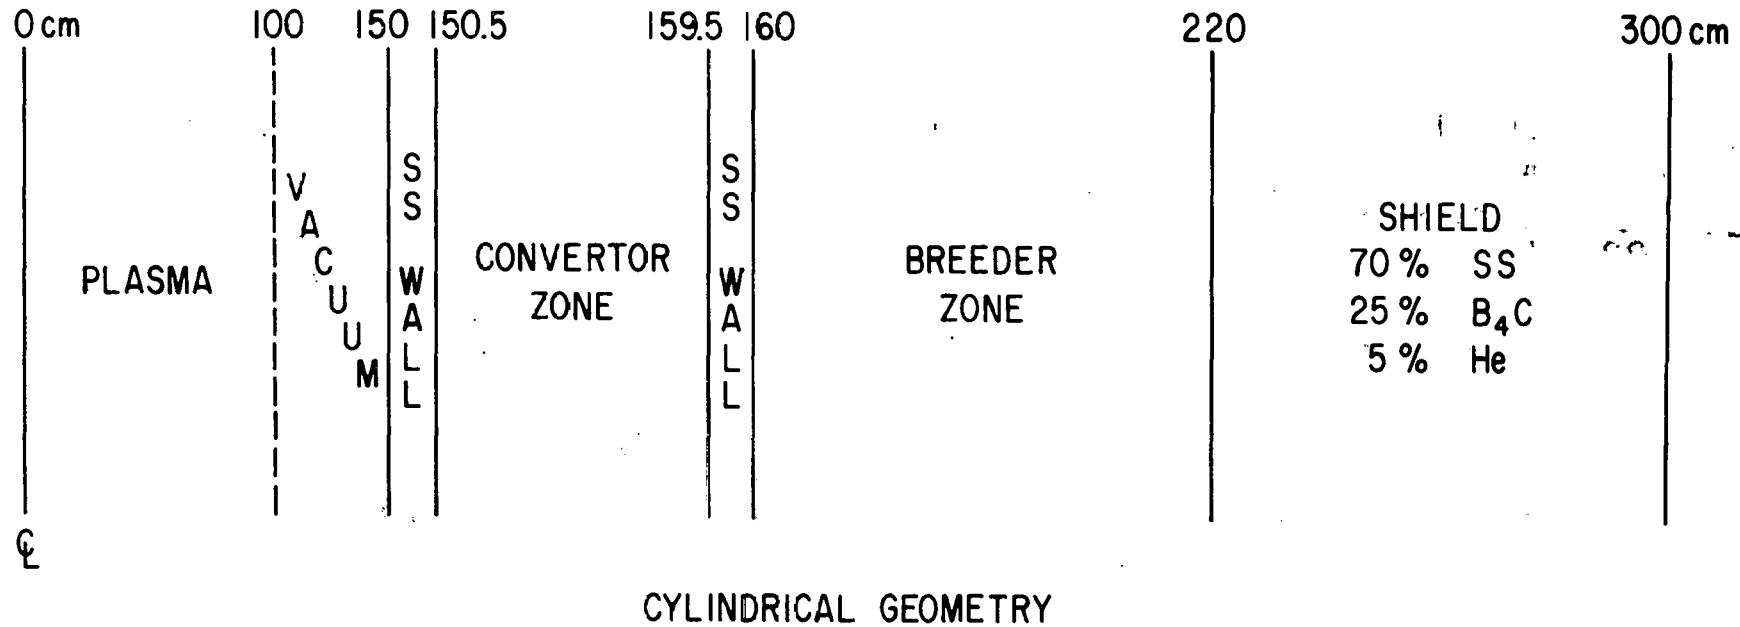 0 cm 100 150 150.5 159.5 160 220 300 cm
PLASMA
VACUUM
SS WALL
CONVERTOR
ZONE
SS WALL
BREEDER
ZONE
SHIELD
70 % SS
25 % B₄C
5 % He
℄
CYLINDRICAL GEOMETRY